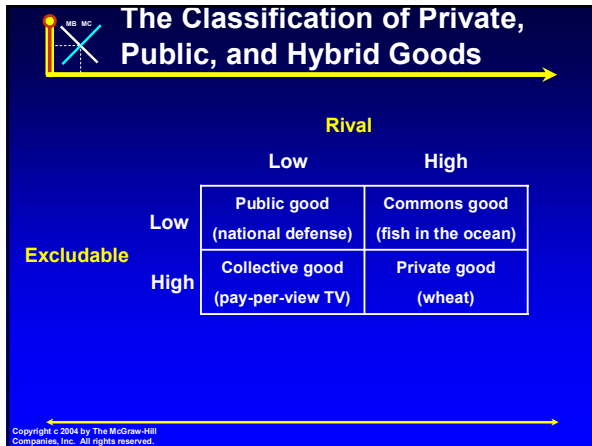 MB MC
The Classification of Private,
Public, and Hybrid Goods
Rival
Low High
Low
Public good Commons good
(national defense) (fish in the ocean)
Excludable
High
Collective good Private good
(pay-per-view TV) (wheat)
Copyright c 2004 by The McGraw-Hill
Companies, Inc. All rights reserved.